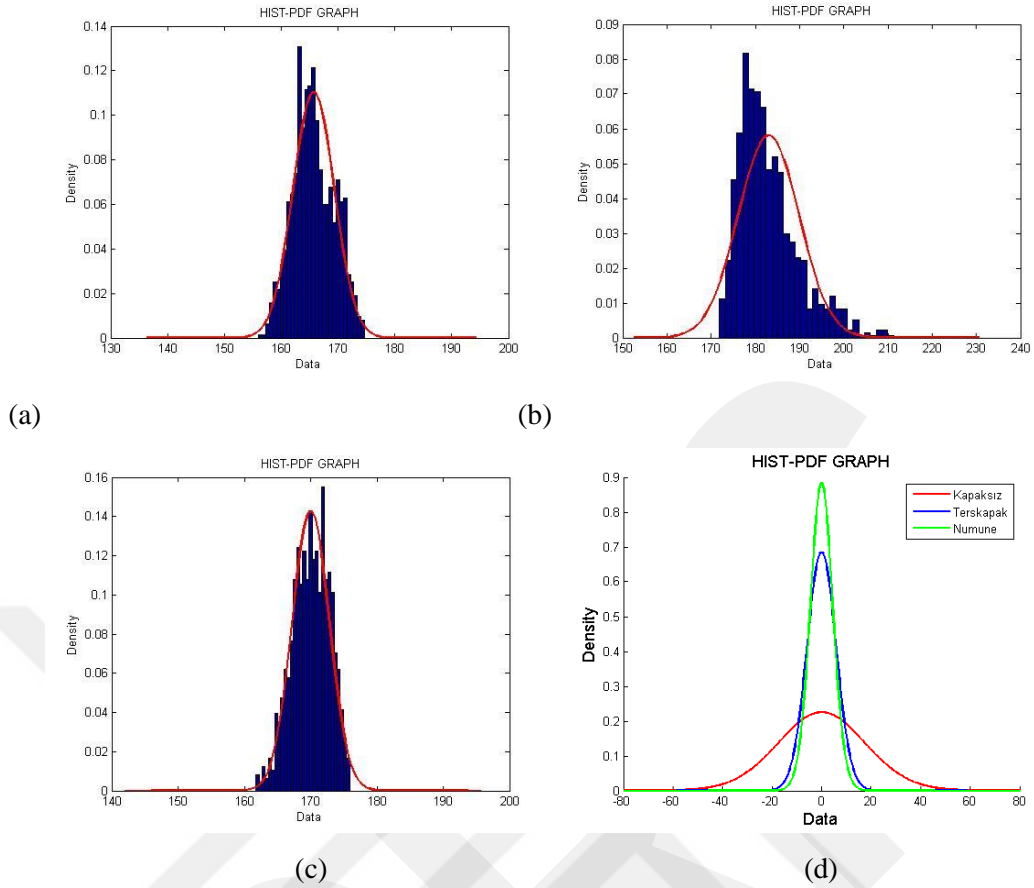 HIST-PDF GRAPH
0.14
0.12
0.1
0.08
0.06
0.04
0.02
0
Density
130 140 150 160 170 180 190 200
Data
(a)
HIST-PDF GRAPH
0.09
0.08
0.07
0.06
0.05
0.04
0.03
0.02
0.01
0
Density
150 160 170 180 190 200 210 220 230 240
Data
(b)
HIST-PDF GRAPH
0.16
0.14
0.12
0.1
0.08
0.06
0.04
0.02
0
Density
140 150 160 170 180 190 200
Data
(c)
HIST-PDF GRAPH
0.9
0.8
0.7
0.6
0.5
0.4
0.3
0.2
0.1
0
Density
Kapaksız
Terskapak
Numune
-80 -60 -40 -20 0 20 40 60 80
Data
(d)